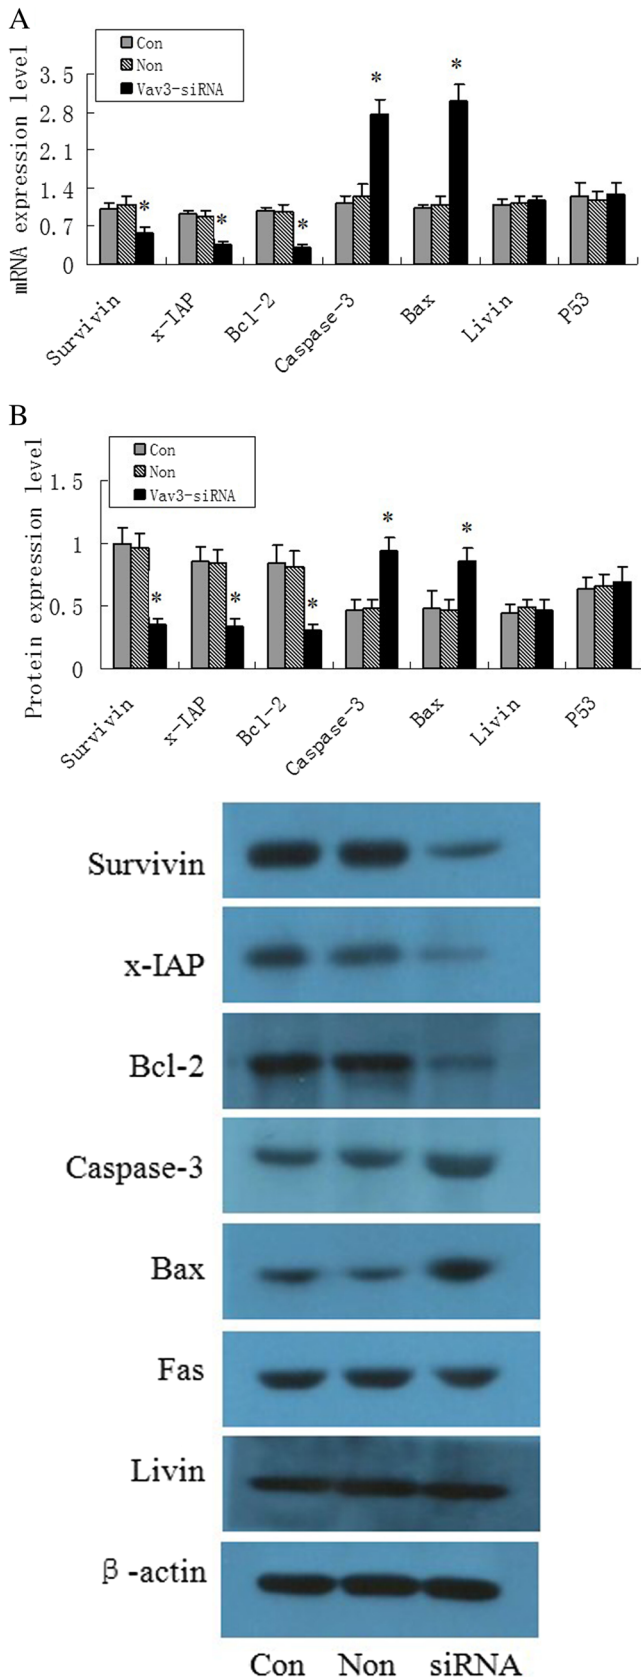 A
Con
Non
Vav3-siRNA
mRNA expression level
3.5
2.8
2.1
1.4
0.7
0
* * * * *
Survivin x-IAP Bcl-2 Caspase-3 Bax Livin P53
B
Con
Non
Vav3-siRNA
Protein expression level
1.5
1
0.5
0
* * * * *
Survivin x-IAP Bcl-2 Caspase-3 Bax Livin P53
Survivin
x-IAP
Bcl-2
Caspase-3
Bax
Fas
Livin
β-actin
Con Non siRNA